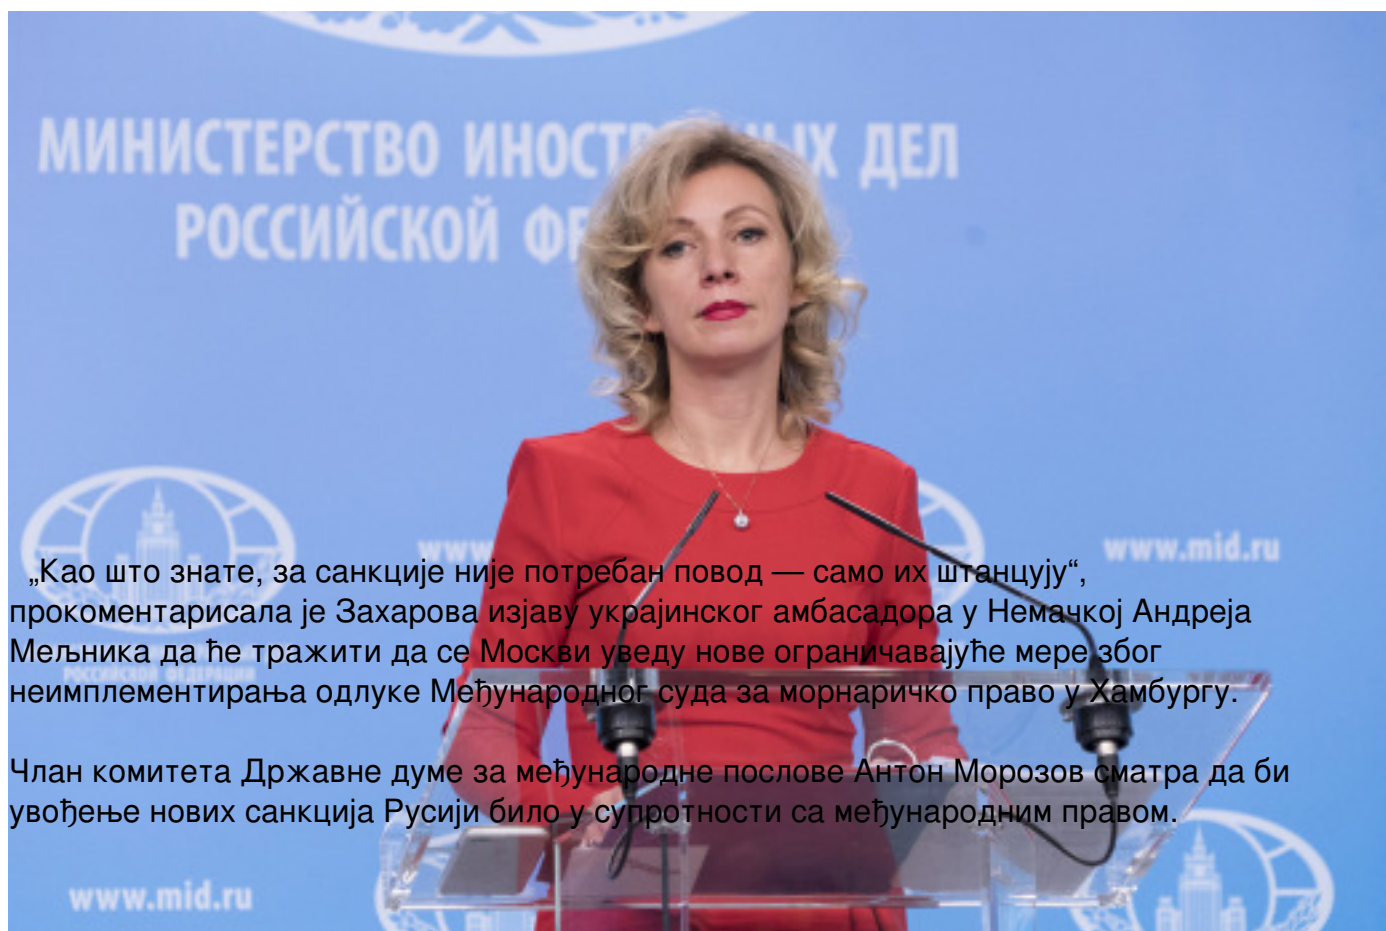 МИНИСТЕРСТВО ИНОСТРАННЫХ ДЕЛ
РОССИЙСКОЙ
www.mid.ru
„Као што знате, за санкције није потребан повод — само их штанцују“,
прокоментарисала је Захарова изјаву украјинског амбасадора у Немачкој Андреја
Мељника да ће тражити да се Москви уведу нове ограничавајуће мере због
неимплементирања одлуке Међународног суда за морнаричко право у Хамбургу.
РОССИЙСКОЙ ФЕДЕРАЦИИ
Члан комитета Државне думе за међународне послове Антон Морозов сматра да би
увођење нових санкција Русији било у супротности са међународним правом.
www.mid.ru